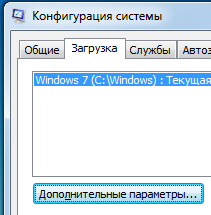 Конфигурация системы
Общие Загрузка Службы Автоз
Windows 7 (C:\Windows) : Текущая
Дополнительные параметры...